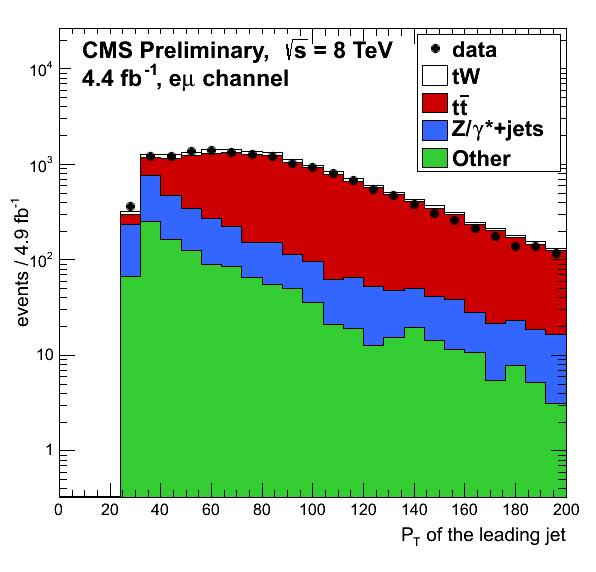 CMS Preliminary, √s = 8 TeV
4.4 fb⁻¹, eμ channel
data
tW
tt̄
Z/γ*+jets
Other
events / 4.9 fb⁻¹
10⁴
10³
10²
10
1
0 20 40 60 80 100 120 140 160 180 200
P_T of the leading jet